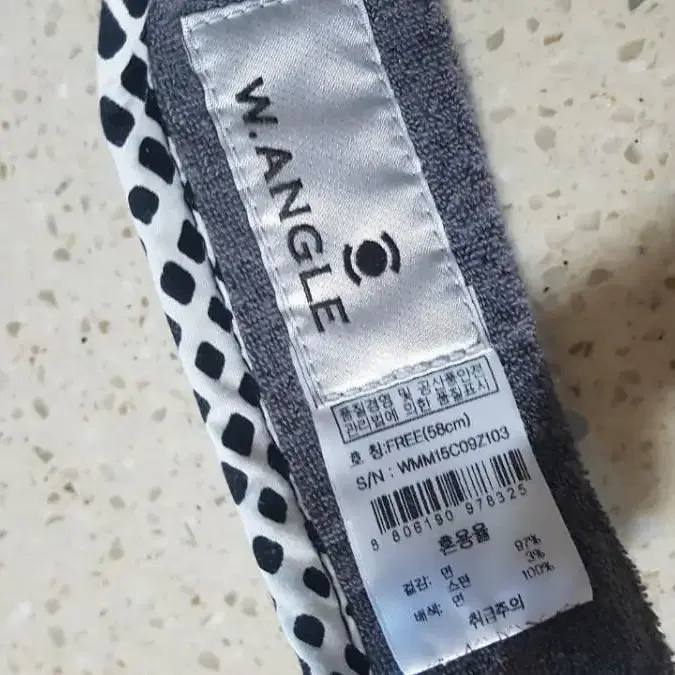 W.ANGLE
품질경영 및 공산품안전
관리법에 의한 품질표시
호 칭:FREE(58cm)
S/N : WMM15C09Z103
8 806190 978325
혼용율
겉감: 면 97%
스판 3%
배색: 면 100%
취급주의